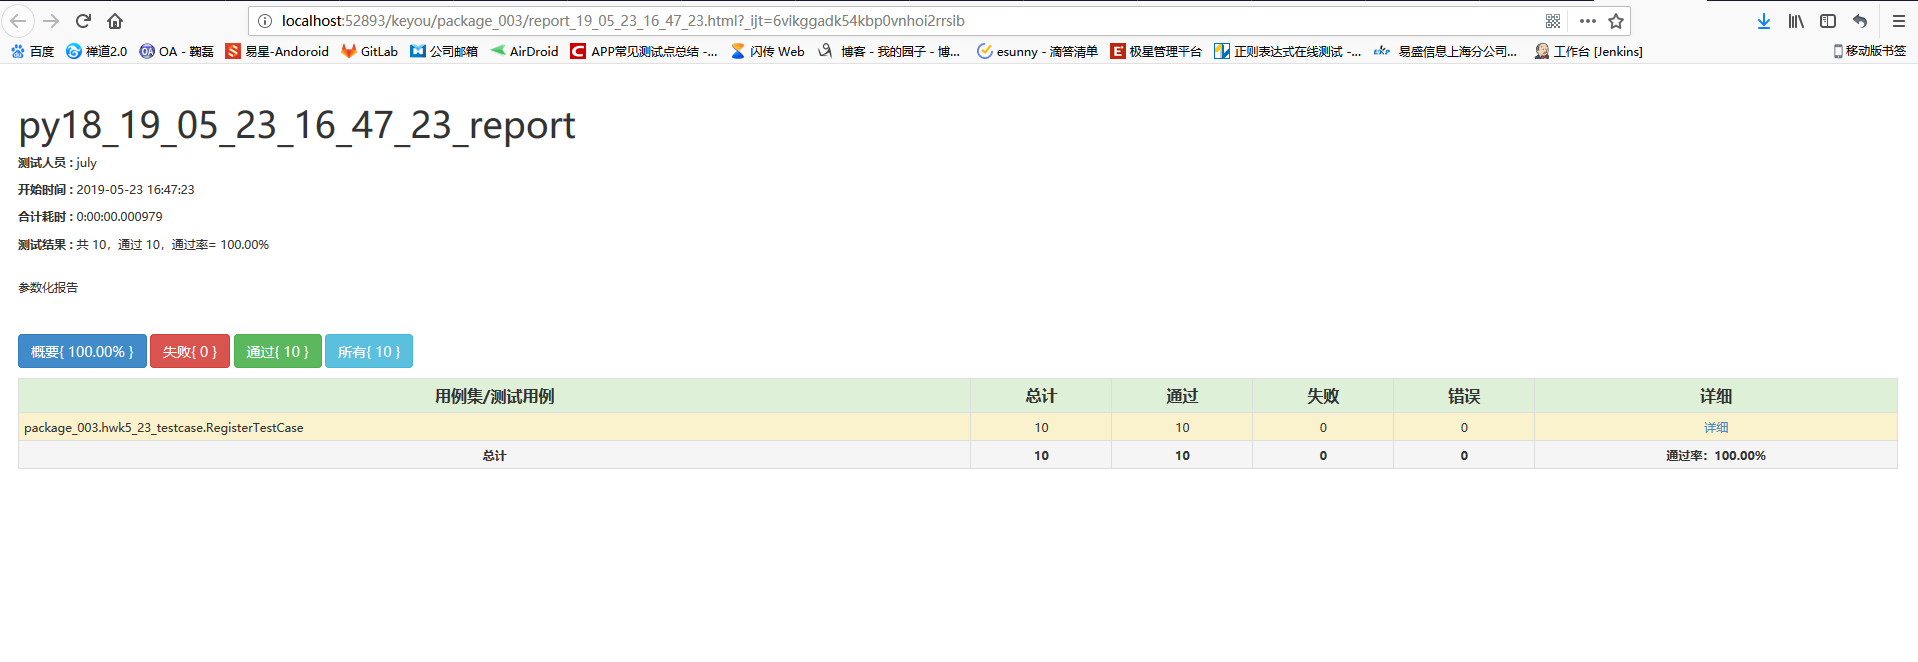 localhost:52893/keyou/package_003/report_19_05_23_16_47_23.html?_ijt=6vikggadk54kbp0vnhoi2rrsib
百度 禅道2.0 OA - 鞠磊 易星-Andoroid GitLab 公司邮箱 AirDroid APP常见测试点总结 -... 闪传 Web 博客 - 我的园子 - 博... esunny - 滴答清单 极星管理平台 正则表达式在线测试 -... 易盛信息上海分公司... 工作台 [Jenkins] 移动版书签
py18_19_05_23_16_47_23_report
测试人员 : july
开始时间 : 2019-05-23 16:47:23
合计耗时 : 0:00:00.000979
测试结果 : 共 10，通过 10，通过率= 100.00%
参数化报告
概要{ 100.00% } 失败{ 0 } 通过{ 10 } 所有{ 10 }
用例集/测试用例 总计 通过 失败 错误 详细
package_003.hwk5_23_testcase.RegisterTestCase 10 10 0 0 详细
总计 10 10 0 0 通过率：100.00%